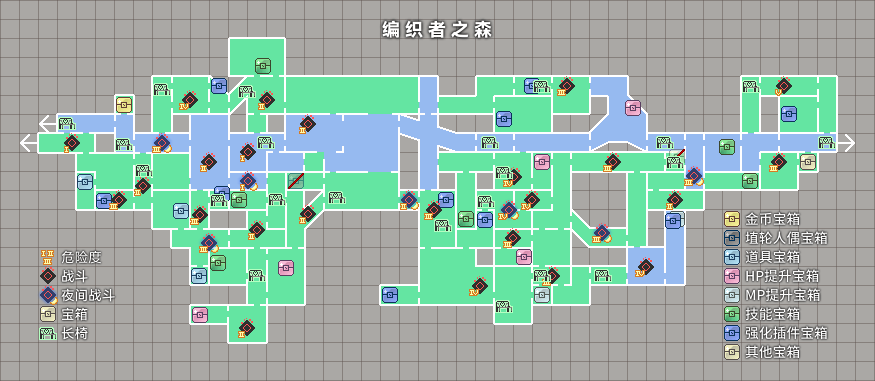 编织者之森
危险度
战斗
夜间战斗
宝箱
长椅
金币宝箱
埴轮人偶宝箱
道具宝箱
HP提升宝箱
MP提升宝箱
技能宝箱
强化插件宝箱
其他宝箱